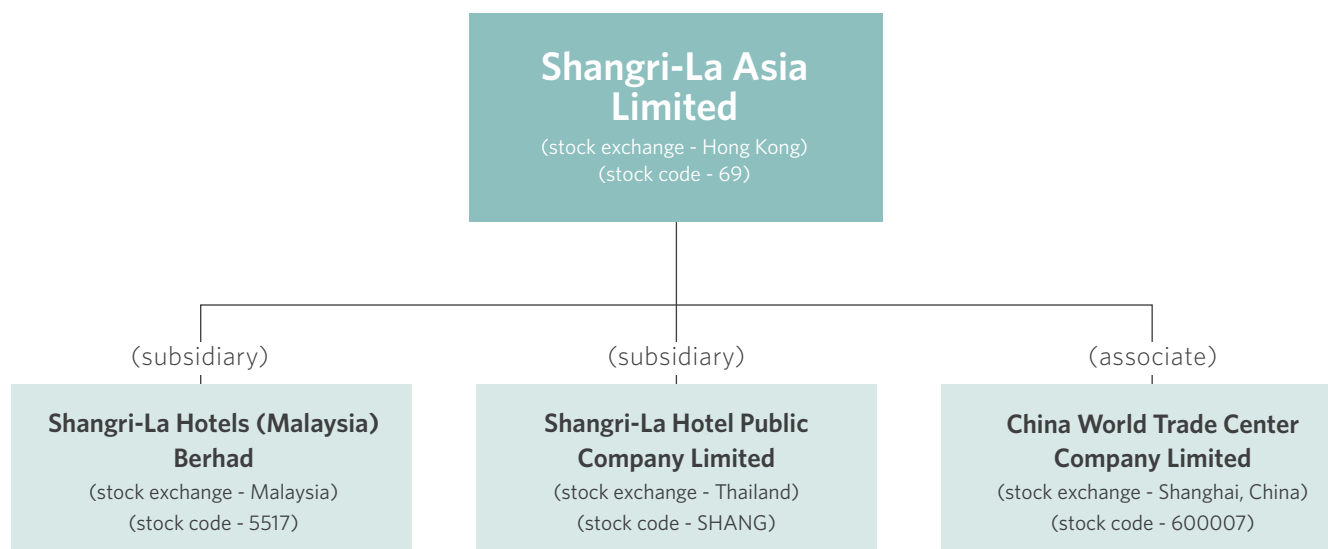 Shangri-La Asia
Limited
(stock exchange - Hong Kong)
(stock code - 69)
(subsidiary)
(subsidiary)
(associate)
Shangri-La Hotels (Malaysia)
Berhad
(stock exchange - Malaysia)
(stock code - 5517)
Shangri-La Hotel Public
Company Limited
(stock exchange - Thailand)
(stock code - SHANG)
China World Trade Center
Company Limited
(stock exchange - Shanghai, China)
(stock code - 600007)